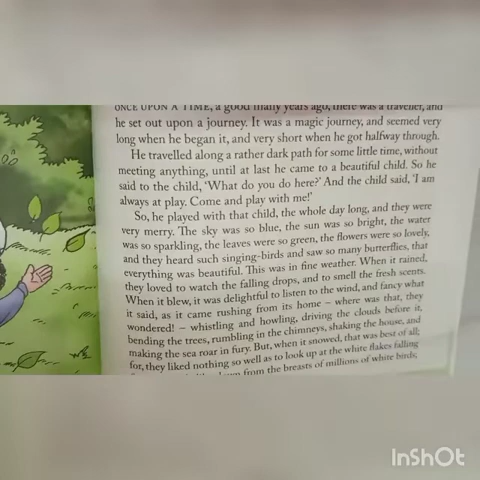 ONCE UPON A TIME, a good many years ago, there was a traveller, and
he set out upon a journey. It was a magic journey, and seemed very
long when he began it, and very short when he got halfway through.
He travelled along a rather dark path for some little time, without
meeting anything, until at last he came to a beautiful child. So he
said to the child, ‘What do you do here?’ And the child said, ‘I am
always at play. Come and play with me!’
So, he played with that child, the whole day long, and they were
very merry. The sky was so blue, the sun was so bright, the water
was so sparkling, the leaves were so green, the flowers were so lovely,
and they heard such singing-birds and saw so many butterflies, that
everything was beautiful. This was in fine weather. When it rained,
they loved to watch the falling drops, and to smell the fresh scents.
When it blew, it was delightful to listen to the wind, and fancy what
it said, as it came rushing from its home – where was that, they
wondered! – whistling and howling, driving the clouds before it,
bending the trees, rumbling in the chimneys, shaking the house, and
making the sea roar in fury. But, when it snowed, that was best of all;
for, they liked nothing so well as to look up at the white flakes falling
from the breasts of millions of white birds;
InShOt